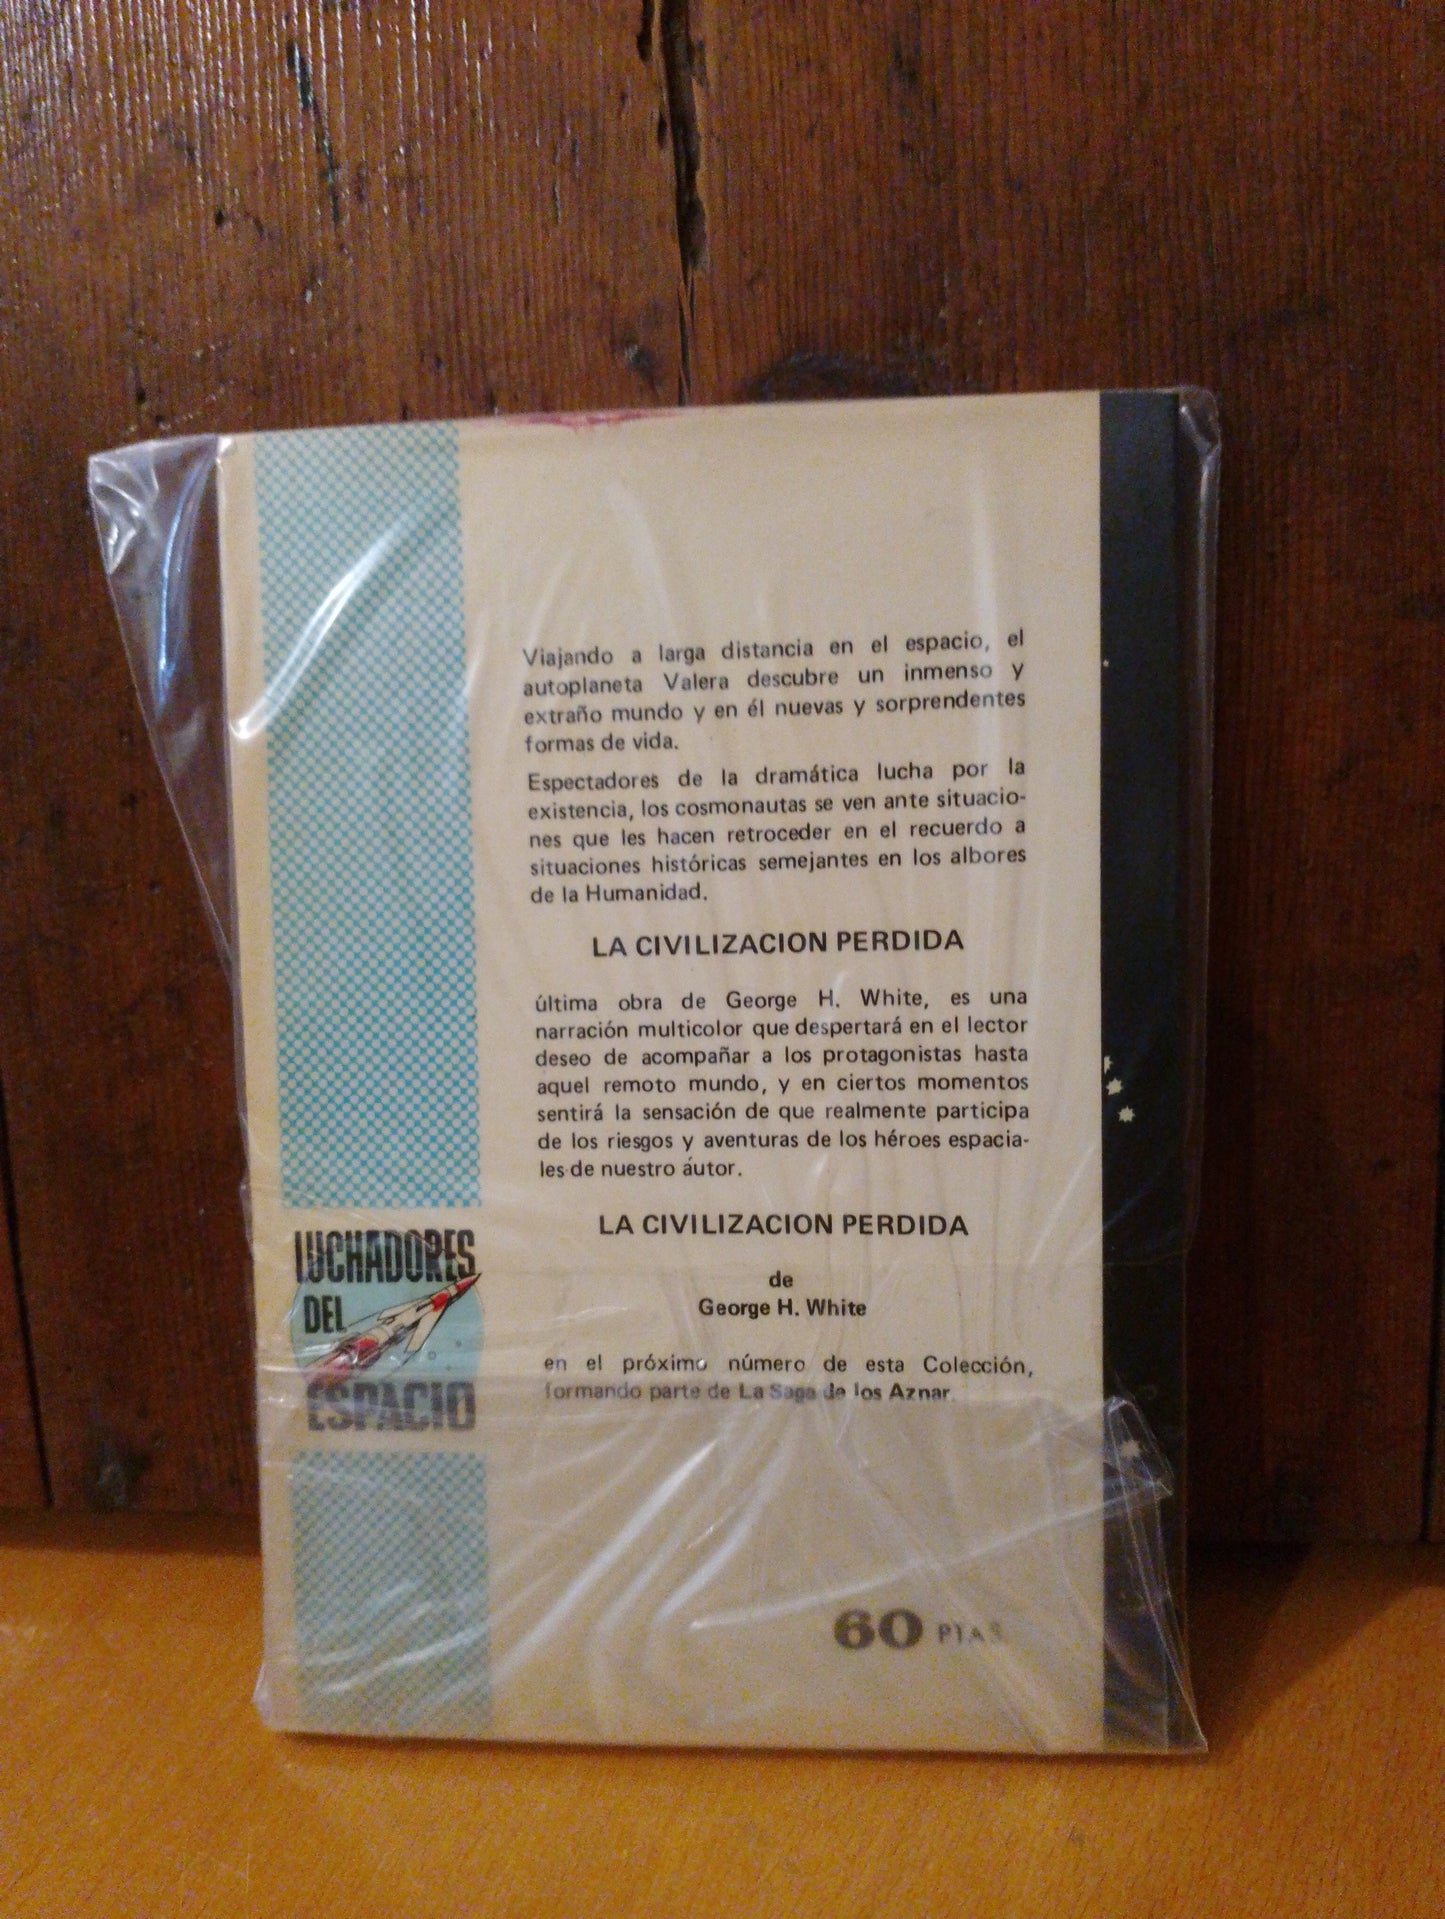 Viajando a larga distancia en el espacio, el
autoplaneta Valera descubre un inmenso y
extraño mundo y en él nuevas y sorprendentes
formas de vida.
Espectadores de la dramática lucha por la
existencia, los cosmonautas se ven ante situacio-
nes que les hacen retroceder en el recuerdo a
situaciones históricas semejantes en los albores
de la Humanidad.
LA CIVILIZACION PERDIDA
última obra de George H. White, es una
narración multicolor que despertará en el lector
deseo de acompañar a los protagonistas hasta
aquel remoto mundo, y en ciertos momentos
sentirá la sensación de que realmente participa
de los riesgos y aventuras de los héroes espacia-
les de nuestro áutor.
LA CIVILIZACION PERDIDA
de
George H. White
en el próximo número de esta Colección,
formando parte de La Saga de los Aznar.
LUCHADORES
DEL
ESPACIO
60 PTAS